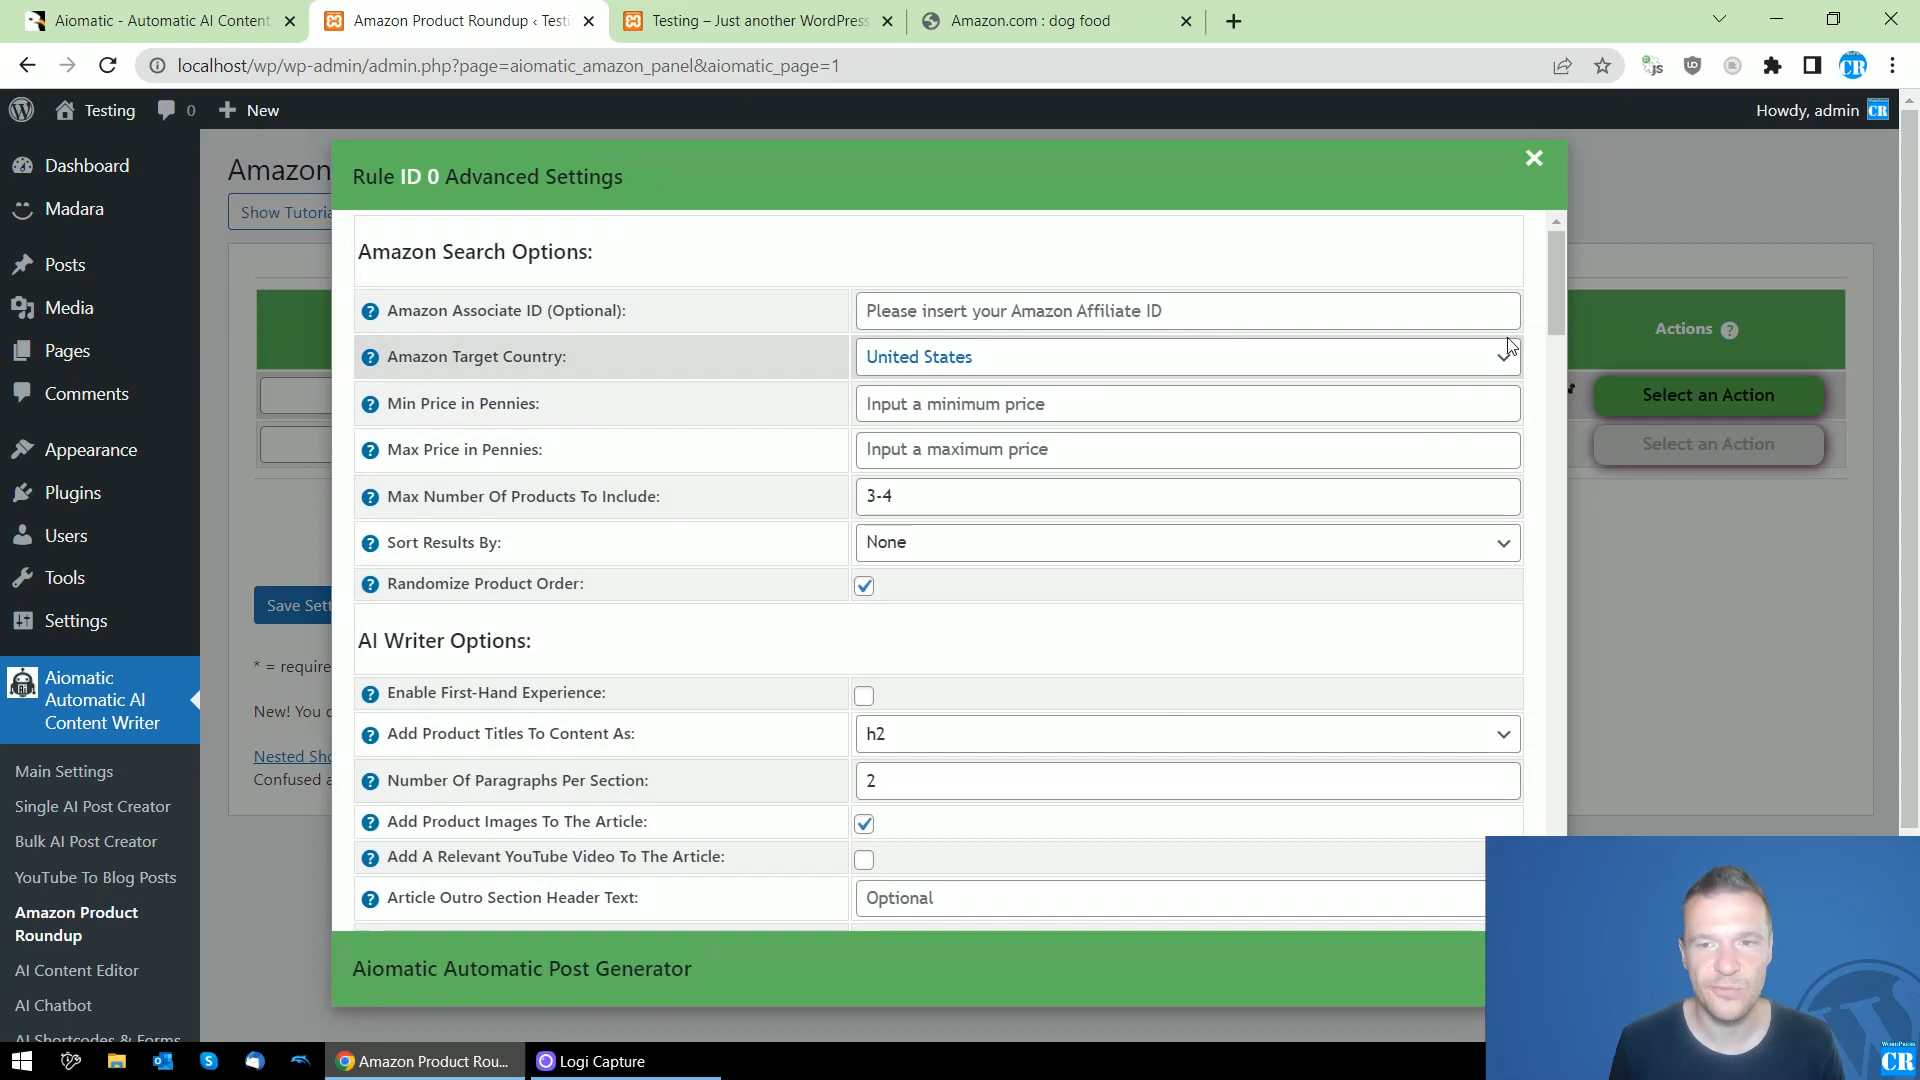 Aiomatic - Automatic AI Content
Amazon Product Roundup ‹ Testi
Testing – Just another WordPress
Amazon.com : dog food
localhost/wp/wp-admin/admin.php?page=aiomatic_amazon_panel&aiomatic_page=1
Testing
0
New
Howdy, admin
Dashboard
Madara
Posts
Media
Pages
Comments
Appearance
Plugins
Users
Tools
Settings
Aiomatic
Automatic AI
Content Writer
Main Settings
Single AI Post Creator
Bulk AI Post Creator
YouTube To Blog Posts
Amazon Product
Roundup
AI Content Editor
AI Chatbot
AI Shortcodes & Forms
Amazon
Show Tutoria
Save Sett
* = require
New! You c
Nested Sho
Confused a
Rule ID 0 Advanced Settings
Amazon Search Options:
Amazon Associate ID (Optional):
Please insert your Amazon Affiliate ID
Amazon Target Country:
United States
Min Price in Pennies:
Input a minimum price
Max Price in Pennies:
Input a maximum price
Max Number Of Products To Include:
3-4
Sort Results By:
None
Randomize Product Order:
AI Writer Options:
Enable First-Hand Experience:
Add Product Titles To Content As:
h2
Number Of Paragraphs Per Section:
2
Add Product Images To The Article:
Add A Relevant YouTube Video To The Article:
Article Outro Section Header Text:
Optional
Aiomatic Automatic Post Generator
Actions
Select an Action
Select an Action
Amazon Product Rou...
Logi Capture
WORDPRESS
CR